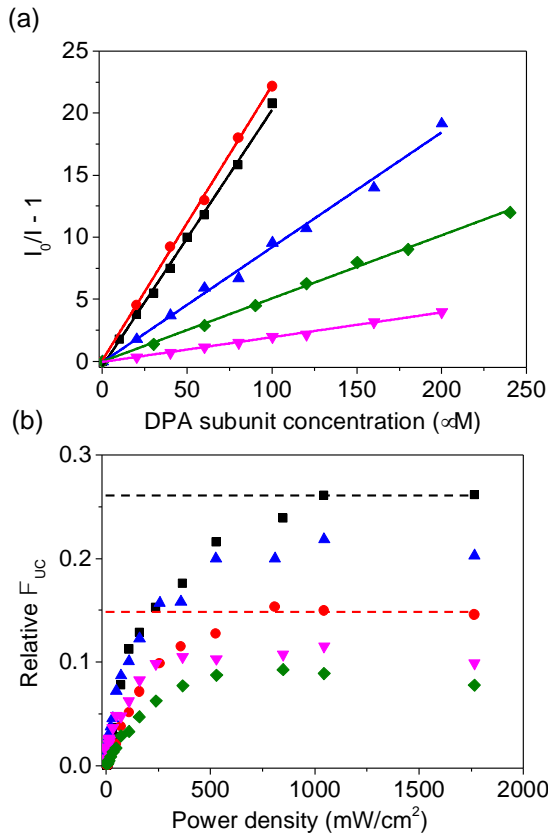 (a)
25
20
15
10
5
0
I₀/I - 1
0 50 100 150 200 250
DPA subunit concentration (∝M)
(b)
0.3
0.2
0.1
0.0
Relative F_UC
0 500 1000 1500 2000
Power density (mW/cm²)